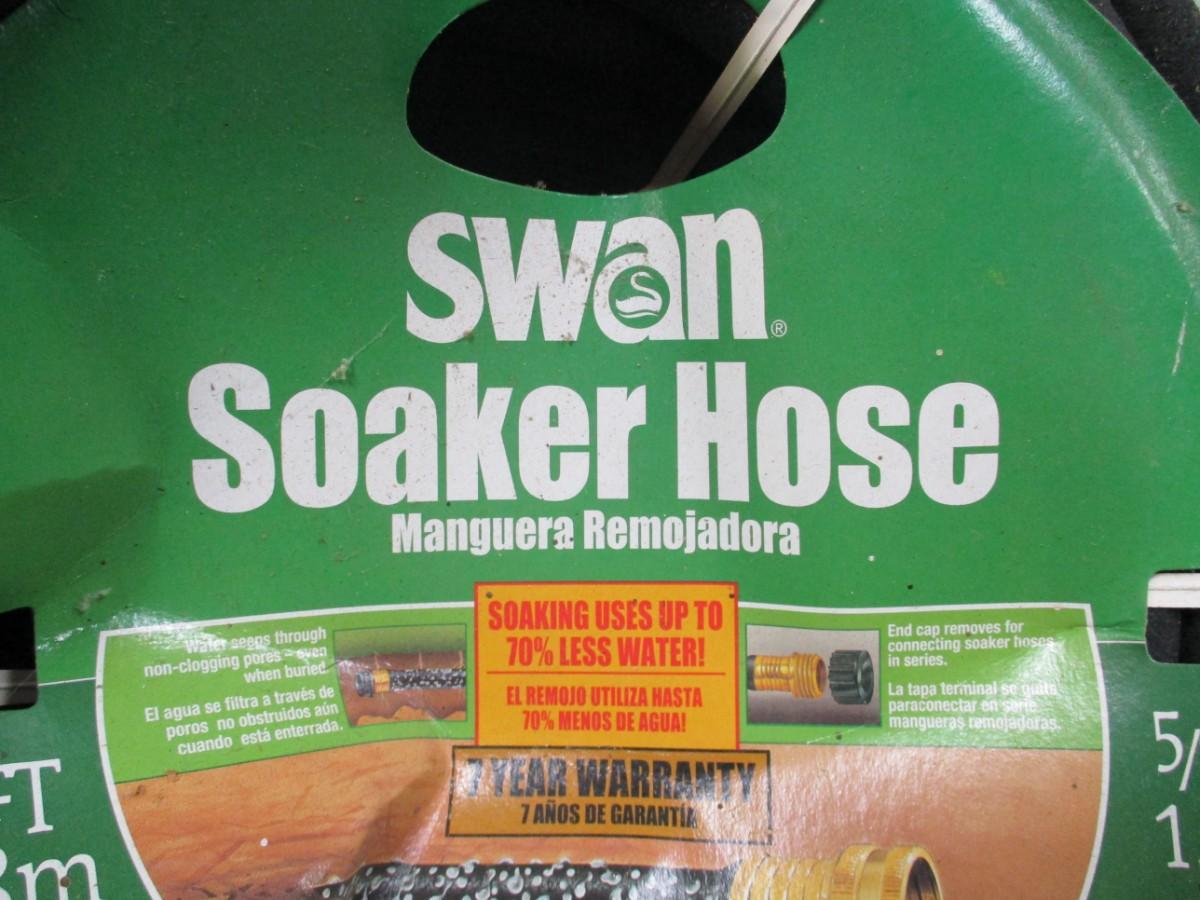 swan®
Soaker Hose
Manguera Remojadora
SOAKING USES UP TO
70% LESS WATER!
EL REMOJO UTILIZA HASTA
70% MENOS DE AGUA!
Water seeps through
non-clogging pores – even
when buried.
El agua se filtra a través de
poros no obstruidos aún
cuando está enterrada.
End cap removes for
connecting soaker hoses
in series.
La tapa terminal se quita
paraconectar en serie
mangueras remojadoras.
7 YEAR WARRANTY
7 AÑOS DE GARANTÍA
FT
5/
1